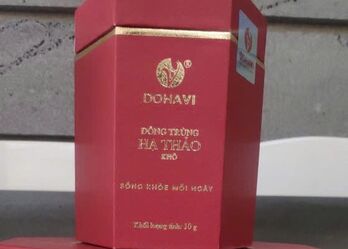 ®
DOHAVI
ĐÔNG TRÙNG
HẠ THẢO
KHÔ
SỐNG KHỎE MỖI NGÀY
Khối lượng tịnh: 10 g